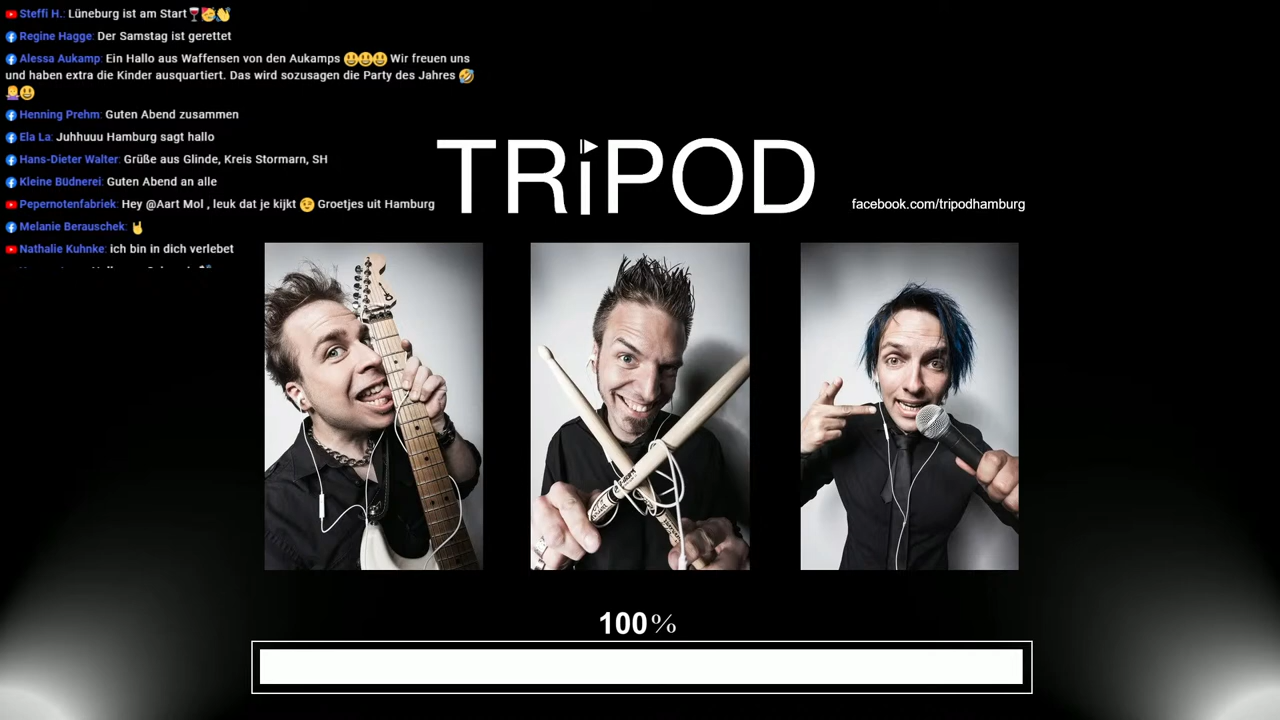 Steffi H.: Lüneburg ist am Start🍷🥳👋
Regine Hagge: Der Samstag ist gerettet
Alessa Aukamp: Ein Hallo aus Waffensen von den Aukamps 😃😃😃 Wir freuen uns
und haben extra die Kinder ausquartiert. Das wird sozusagen die Party des Jahres 🤣
🤷‍♀️😃
Henning Prehm: Guten Abend zusammen
Ela La: Juhhuuu Hamburg sagt hallo
Hans-Dieter Walter: Grüße aus Glinde, Kreis Stormarn, SH
Kleine Büdnerei: Guten Abend an alle
Pepernotenfabriek: Hey @Aart Mol , leuk dat je kijkt 😉 Groetjes uit Hamburg
Melanie Berauschek: 🤘
Nathalie Kuhnke: ich bin in dich verlebet
TRiPOD
facebook.com/tripodhamburg
100%